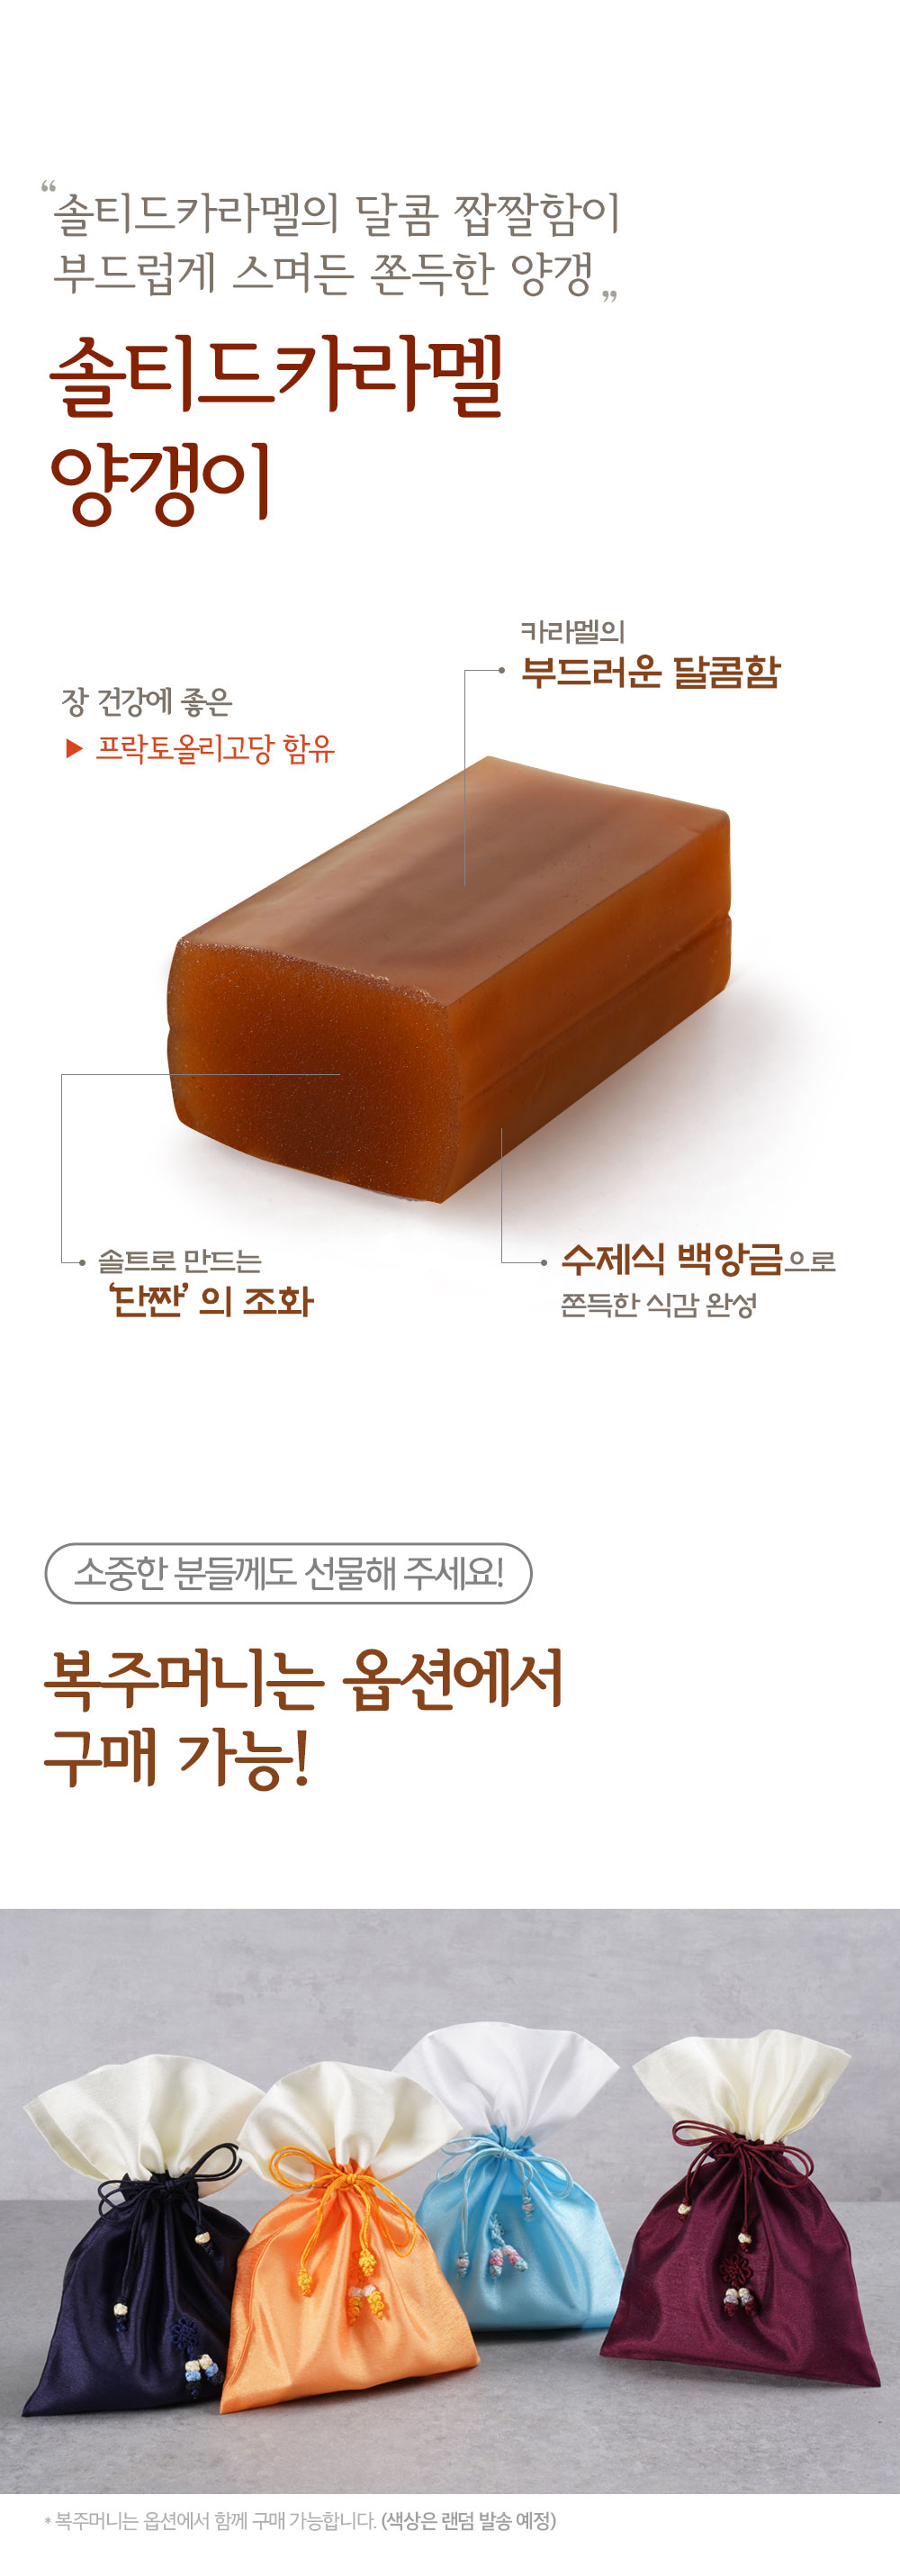 “솔티드카라멜의 달콤 짭짤함이
부드럽게 스며든 쫀득한 양갱”
솔티드카라멜
양갱이
카라멜의
부드러운 달콤함
장 건강에 좋은
▶ 프락토올리고당 함유
솔트로 만드는
‘단짠’ 의 조화
수제식 백앙금으로
쫀득한 식감 완성
소중한 분들께도 선물해 주세요!
복주머니는 옵션에서
구매 가능!
* 복주머니는 옵션에서 함께 구매 가능합니다. (색상은 랜덤 발송 예정)